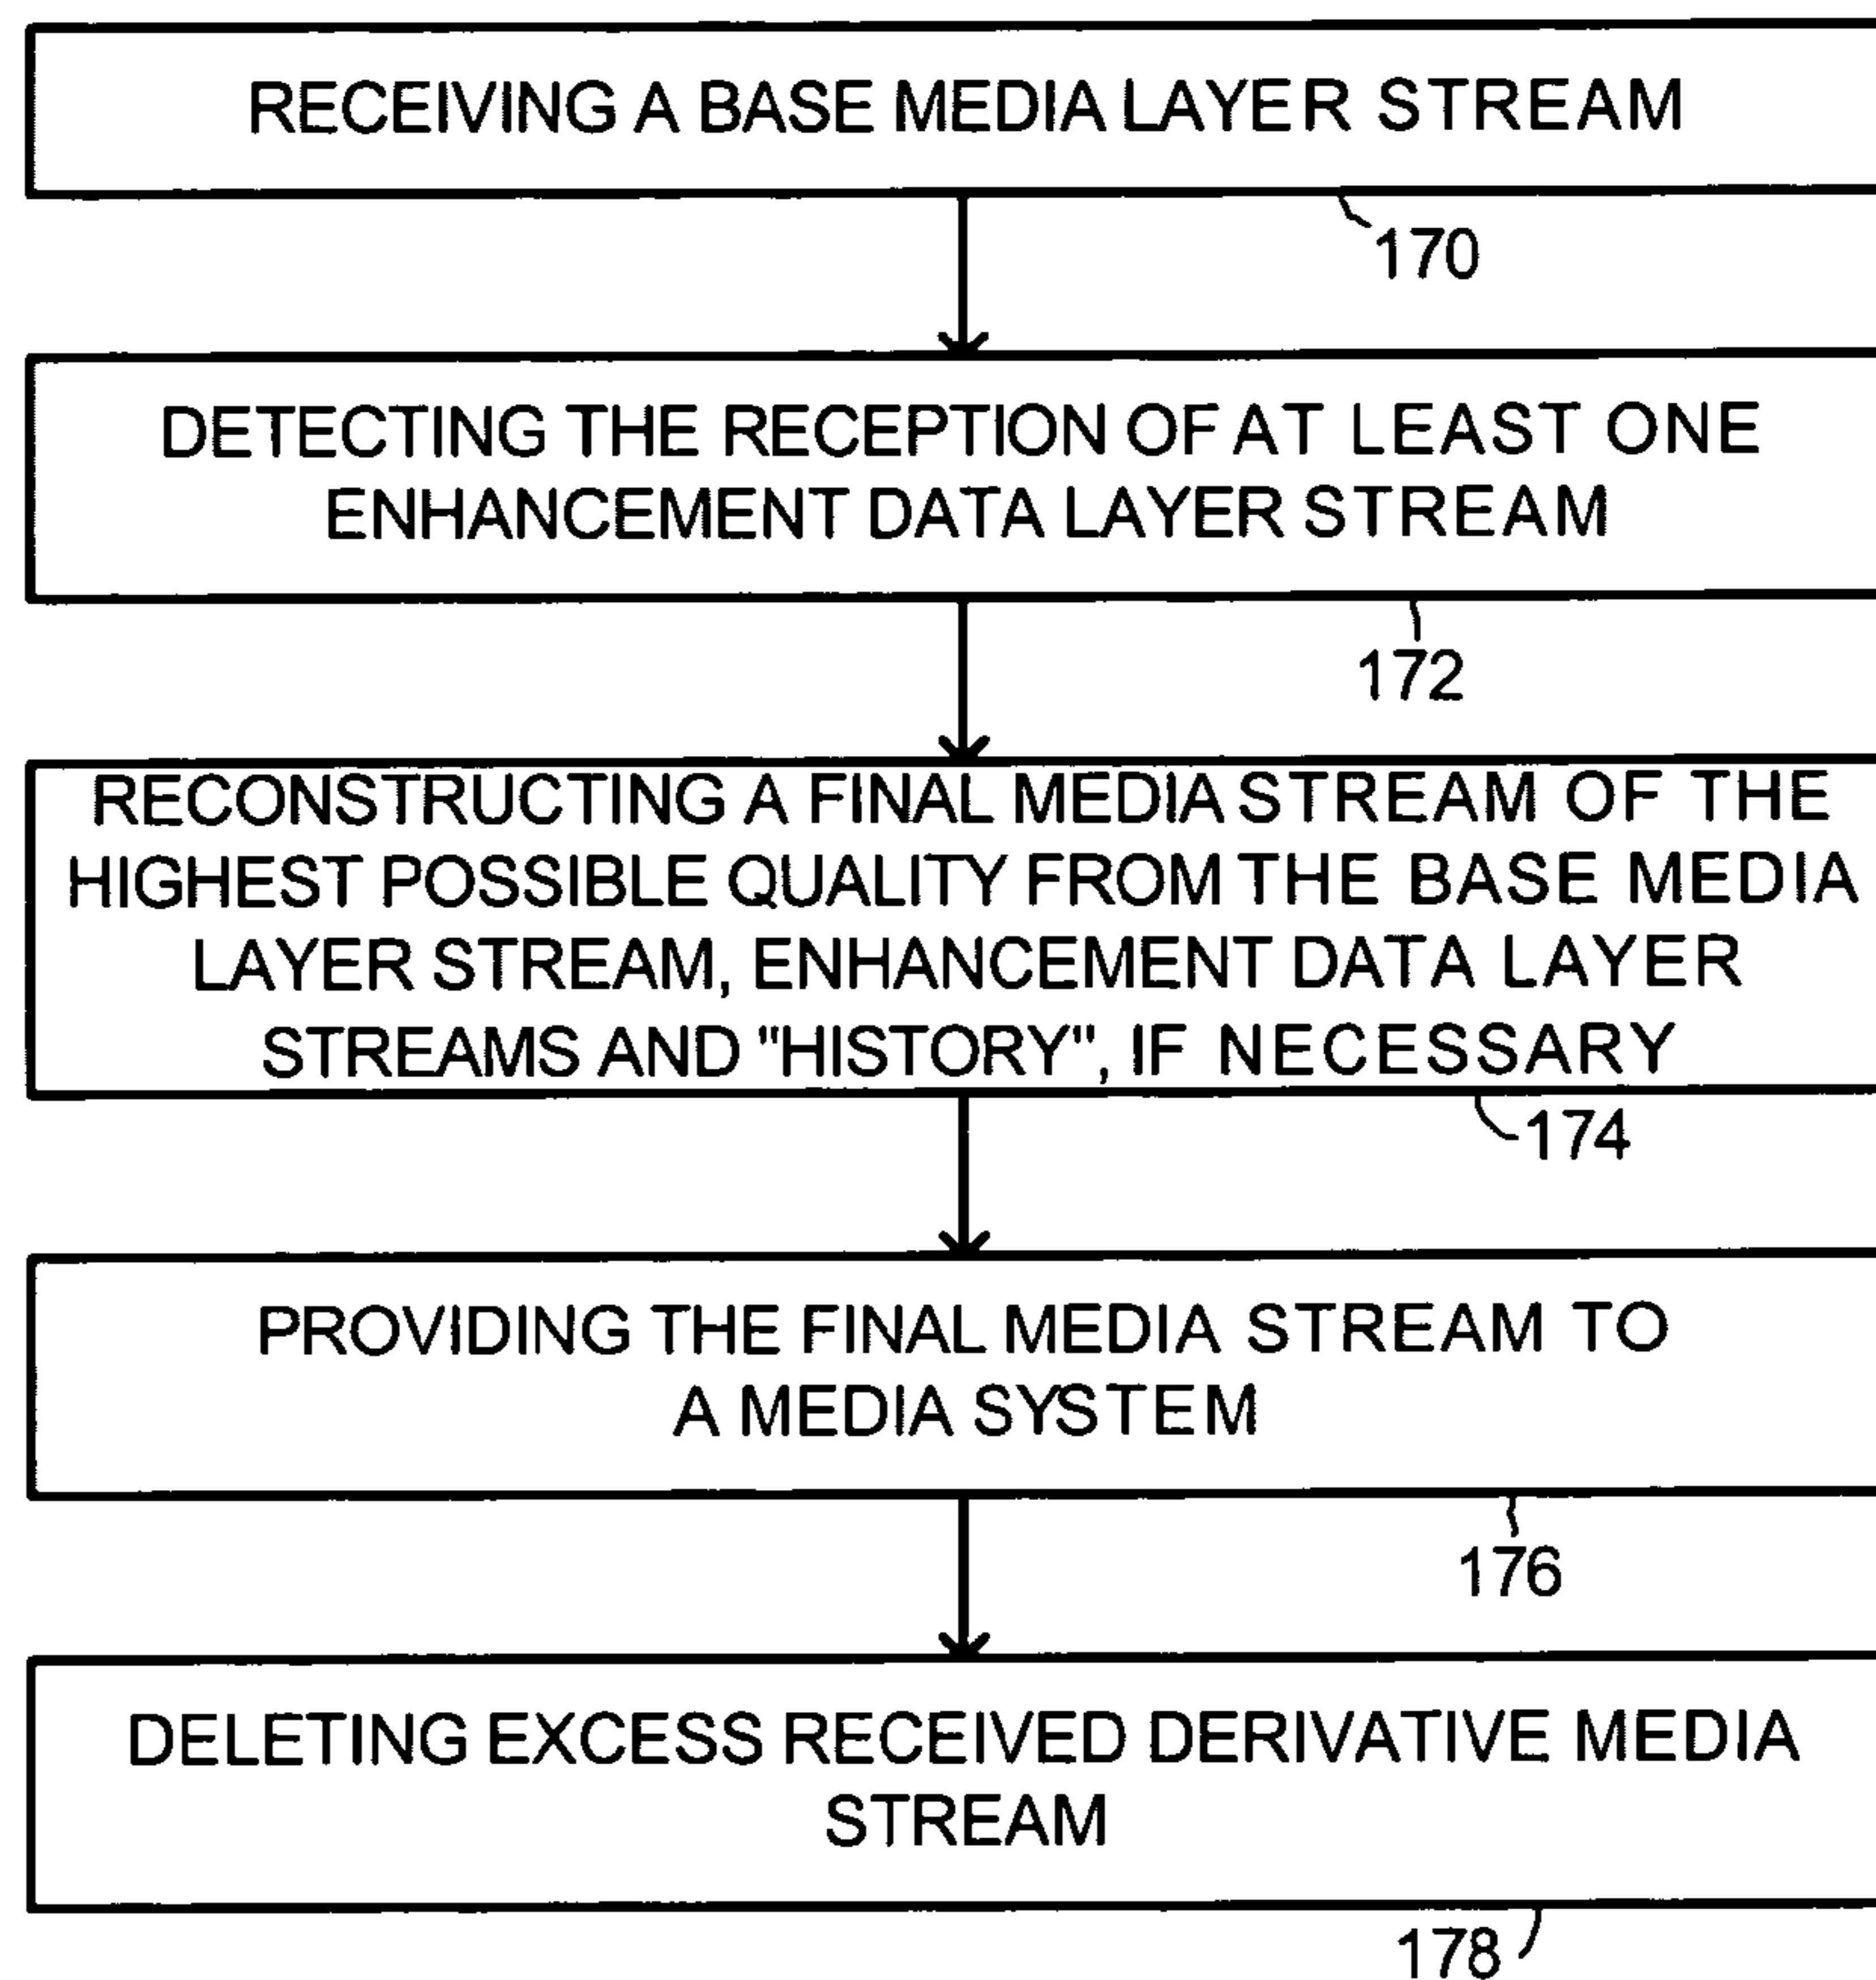 RECEIVING A BASE MEDIA LAYER STREAM
170
DETECTING THE RECEPTION OF AT LEAST ONE
ENHANCEMENT DATA LAYER STREAM
172
RECONSTRUCTING A FINAL MEDIA STREAM OF THE
HIGHEST POSSIBLE QUALITY FROM THE BASE MEDIA
LAYER STREAM, ENHANCEMENT DATA LAYER
STREAMS AND "HISTORY", IF NECESSARY
174
PROVIDING THE FINAL MEDIA STREAM TO
A MEDIA SYSTEM
176
DELETING EXCESS RECEIVED DERIVATIVE MEDIA
STREAM
178